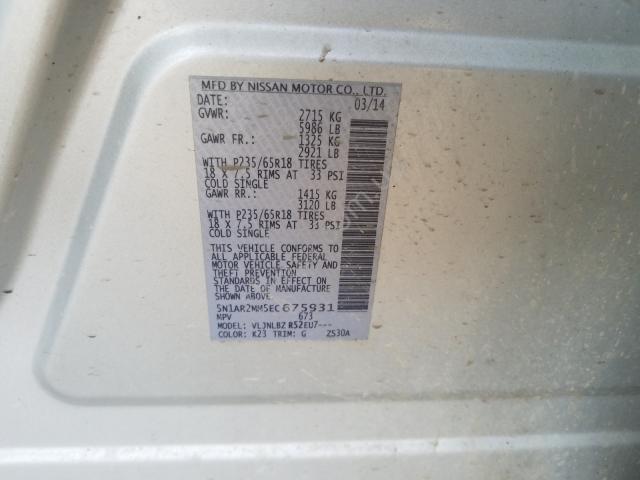 MFD BY NISSAN MOTOR CO., LTD.
DATE: 03/14
GVWR: 2715 KG
5986 LB
GAWR FR.: 1325 KG
2921 LB
WITH P235/65R18 TIRES
18 X 7.5 RIMS AT 33 PSI
COLD SINGLE
GAWR RR.: 1415 KG
3120 LB
WITH P235/65R18 TIRES
18 X 7.5 RIMS AT 33 PSI
COLD SINGLE
THIS VEHICLE CONFORMS TO
ALL APPLICABLE FEDERAL
MOTOR VEHICLE SAFETY AND
THEFT PREVENTION
STANDARDS IN EFFECT ON
DATE SHOWN ABOVE.
5N1AR2MM5EC675931
MPV 673
MODEL: VLJNLBZ R52EU7---
COLOR: K23 TRIM: G ZS30A